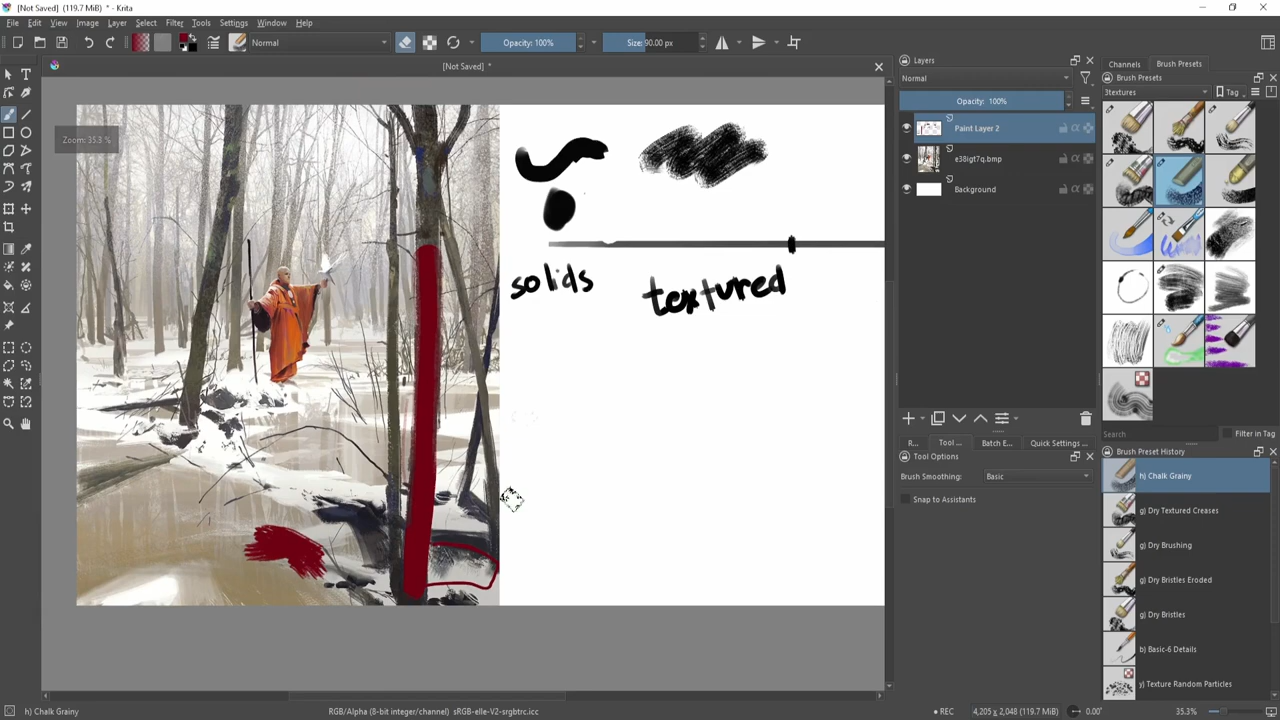 [Not Saved] (119.7 MiB) * - Krita
File Edit View Image Layer Select Filter Tools Settings Window Help
Normal
Opacity: 100%
Size: 90.00 px
[Not Saved] *
Zoom: 35.3 %
solids
textured
Layers
Normal
Opacity: 100%
Paint Layer 2
e38igt7q.bmp
Background
R... Tool ... Batch E... Quick Settings ...
Tool Options
Brush Smoothing: Basic
Snap to Assistants
Channels Brush Presets
Brush Presets
3textures
Tag
Search
Filter in Tag
Brush Preset History
h) Chalk Grainy
g) Dry Textured Creases
g) Dry Brushing
g) Dry Bristles Eroded
g) Dry Bristles
b) Basic-6 Details
y) Texture Random Particles
h) Chalk Grainy
RGB/Alpha (8-bit integer/channel) sRGB-elle-V2-srgbtrc.icc
REC
4,205 x 2,048 (119.7 MiB)
0.00°
35.3%